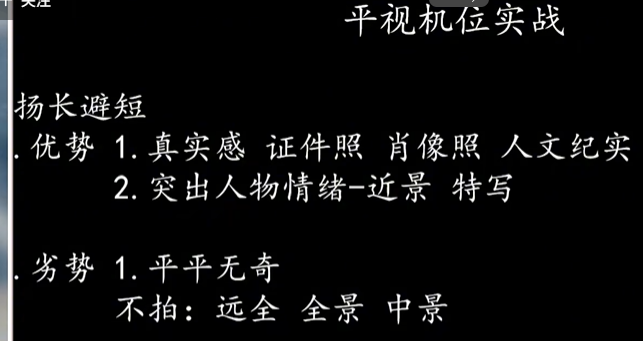 平视机位实战
扬长避短
.优势 1.真实感 证件照 肖像照 人文纪实
2.突出人物情绪-近景 特写
.劣势 1.平平无奇
不拍：远全 全景 中景